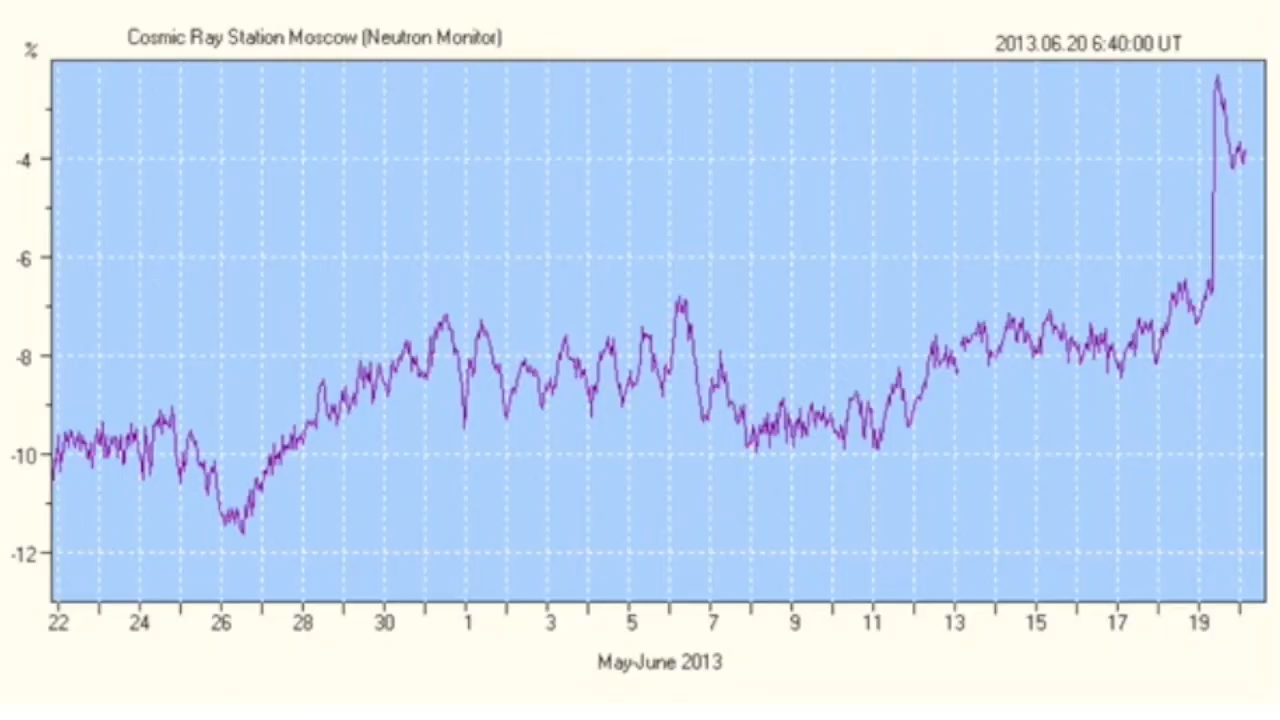 Cosmic Ray Station Moscow (Neutron Monitor)
2013.06.20 6:40:00 UT
%
-4
-6
-8
-10
-12
22 24 26 28 30 1 3 5 7 9 11 13 15 17 19
May-June 2013